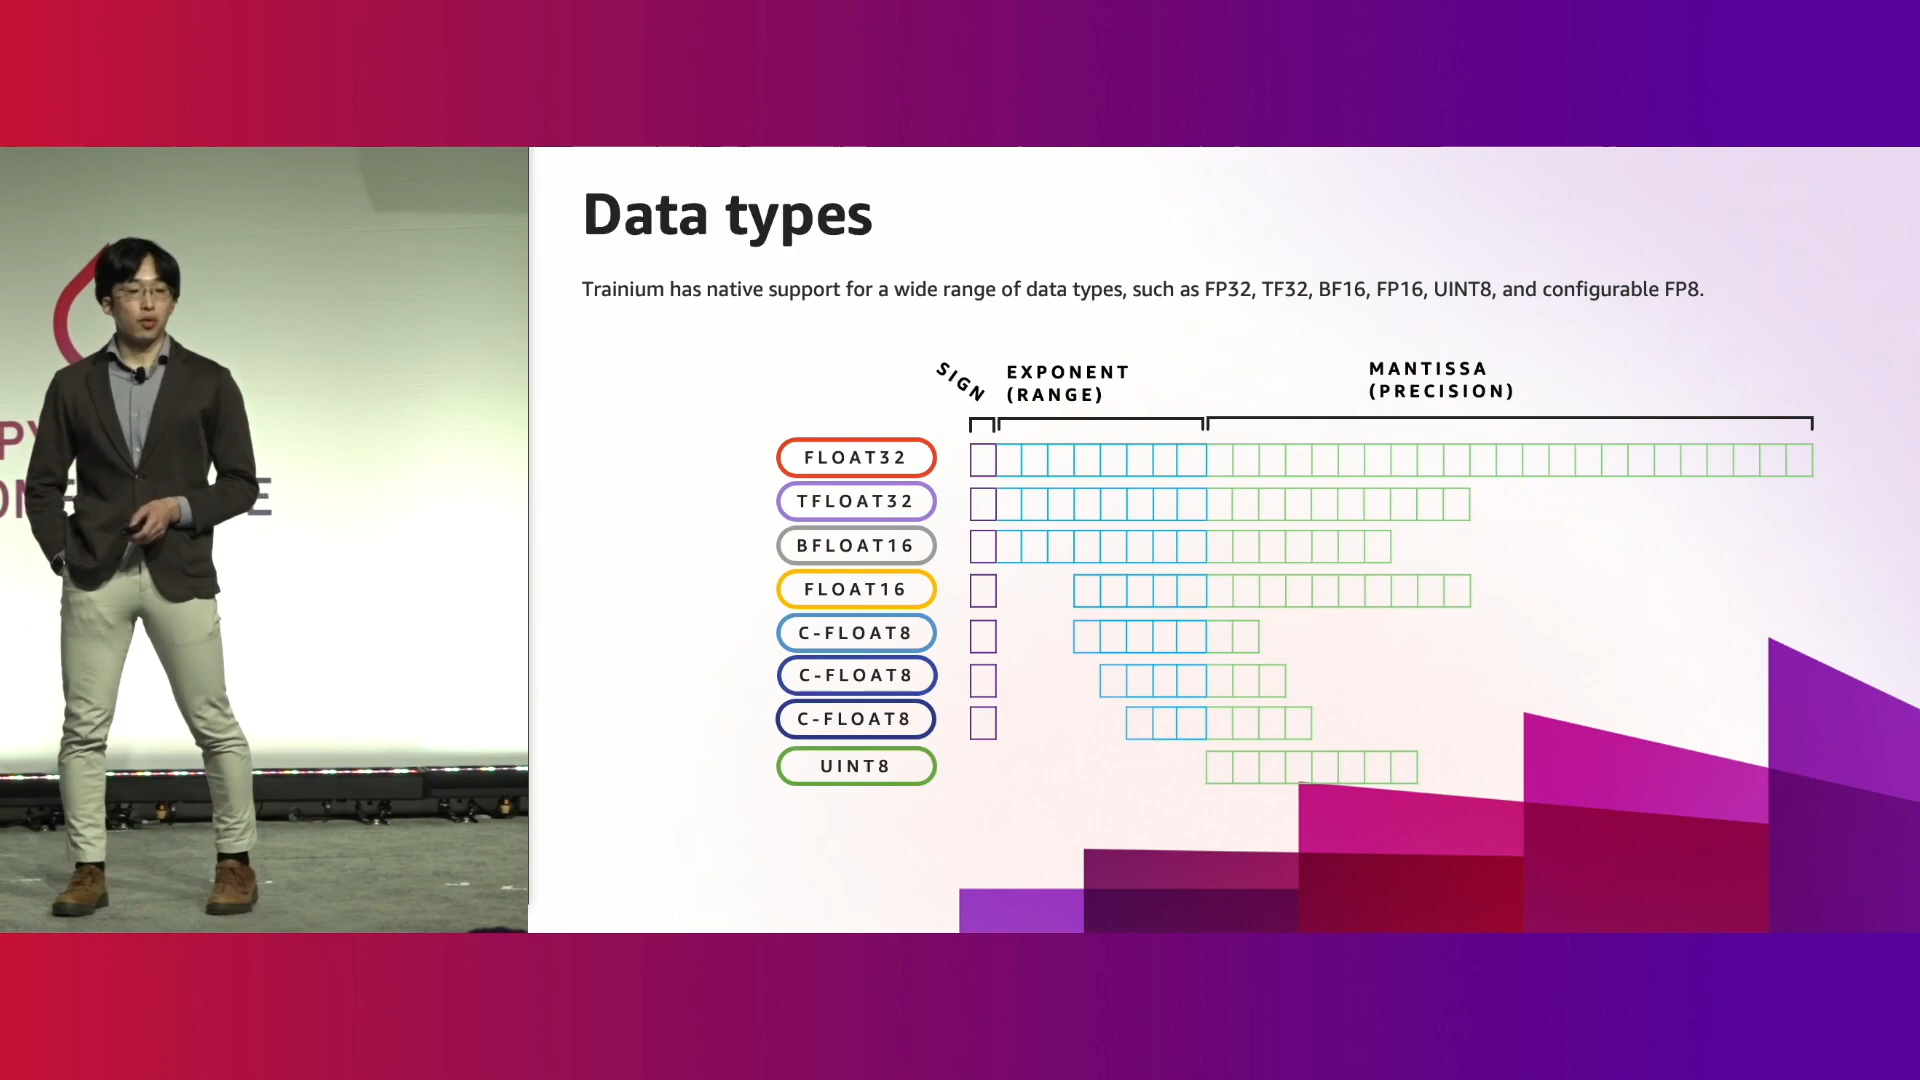 Data types
Trainium has native support for a wide range of data types, such as FP32, TF32, BF16, FP16, UINT8, and configurable FP8.
SIGN
EXPONENT
(RANGE)
MANTISSA
(PRECISION)
FLOAT32
TFLOAT32
BFLOAT16
FLOAT16
C-FLOAT8
C-FLOAT8
C-FLOAT8
UINT8